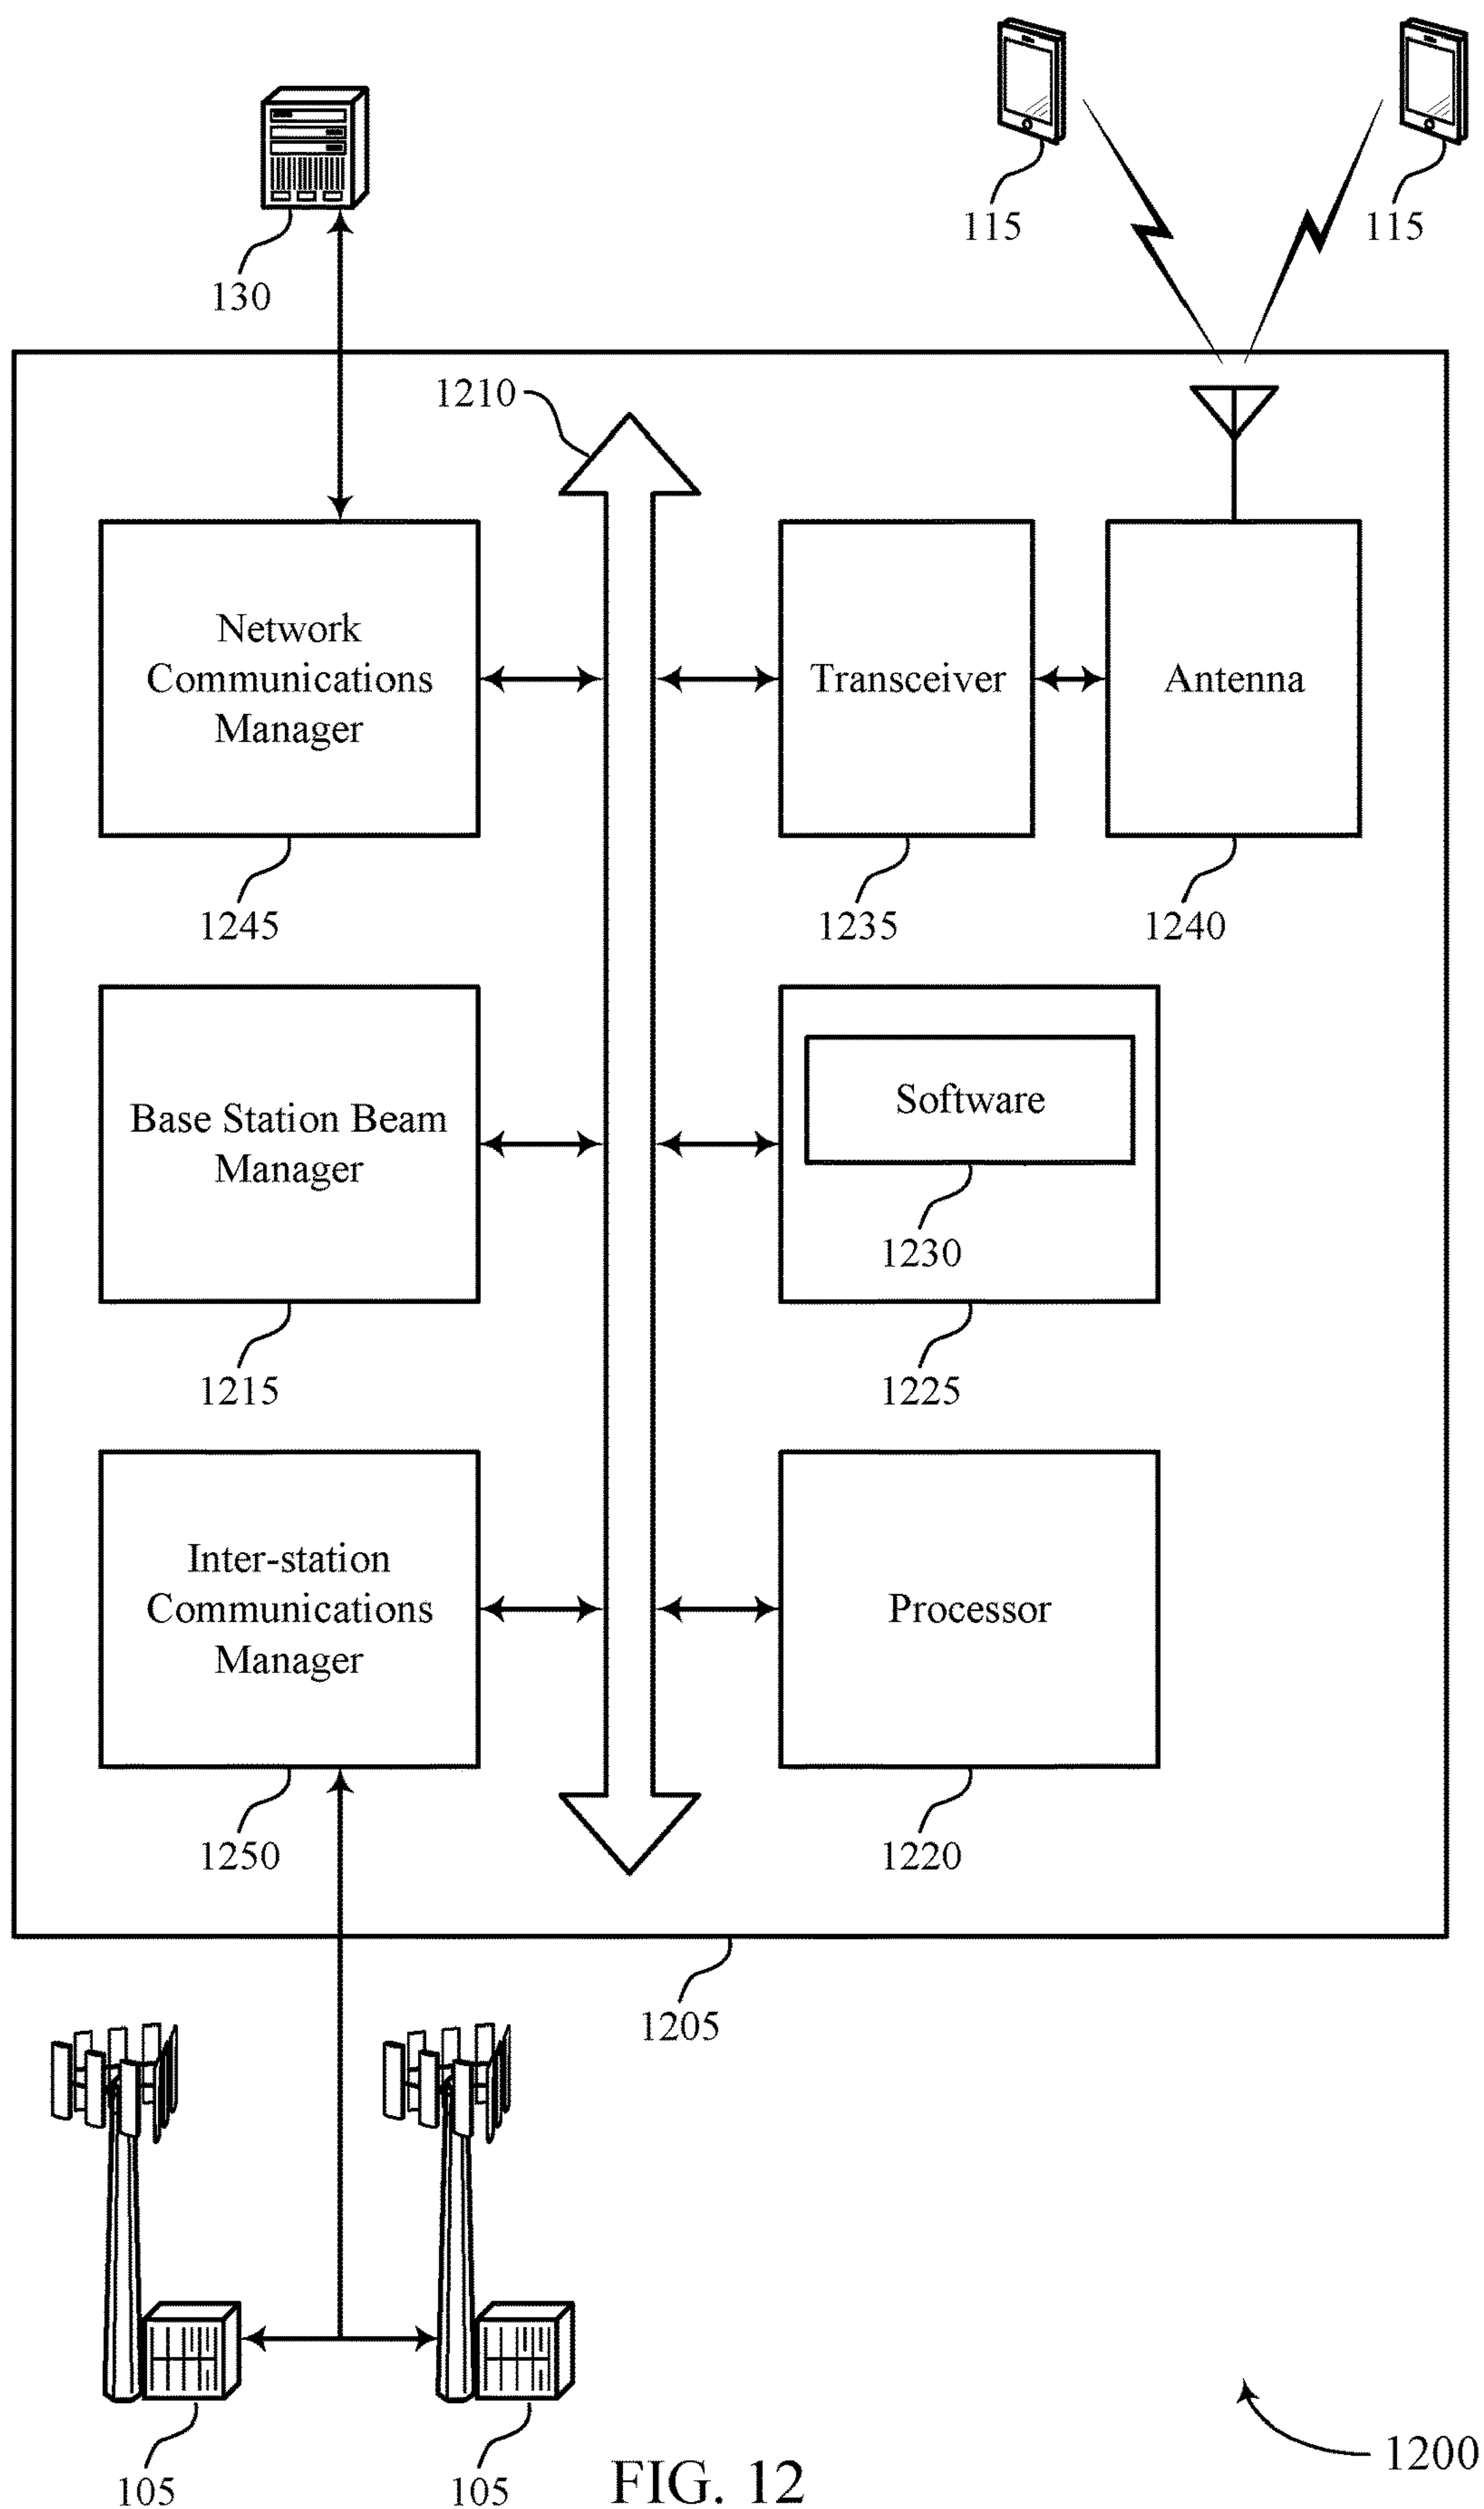 115
115
130
1210
Network
Communications
Manager
Transceiver
Antenna
1245
1235
1240
Base Station Beam
Manager
Software
1230
1215
1225
Inter-station
Communications
Manager
Processor
1250
1220
1205
105
105
FIG. 12
1200